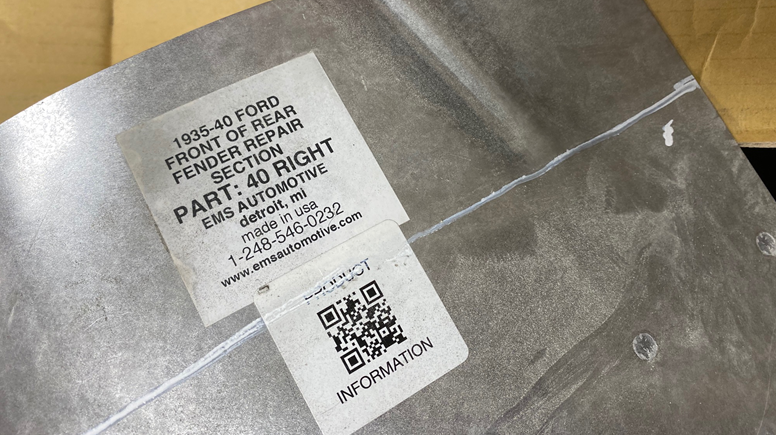 1935-40 FORD
FRONT OF REAR
FENDER REPAIR
SECTION
PART: 40 RIGHT
EMS AUTOMOTIVE
detroit, mi
made in usa
1-248-546-0232
www.emsautomotive.com
PRODUCT
INFORMATION